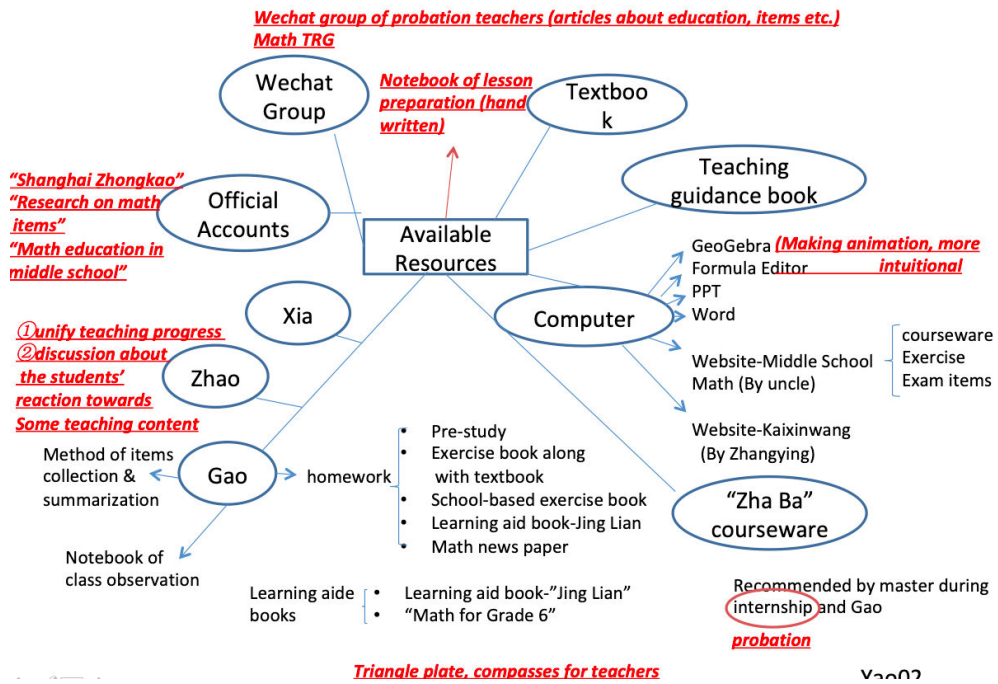 Wechat group of probation teachers (articles about education, items etc.)
Math TRG
Wechat
Group
Notebook of lesson
preparation (hand
written)
Textboo
k
Teaching
guidance book
"Shanghai Zhongkao"
"Research on math
items"
"Math education in
middle school"
Official
Accounts
Available
Resources
GeoGebra (Making animation, more
Formula Editor intuitional
PPT
Word
Computer
Website-Middle School
Math (By uncle)
courseware
Exercise
Exam items
Website-Kaixinwang
(By Zhangying)
Xia
①unify teaching progress
②discussion about
the students'
reaction towards
Some teaching content
Zhao
Gao
Method of items
collection &
summarization
Notebook of
class observation
homework
• Pre-study
• Exercise book along
with textbook
• School-based exercise book
• Learning aid book-Jing Lian
• Math news paper
"Zha Ba"
courseware
Learning aide
books
• Learning aid book-"Jing Lian"
• "Math for Grade 6"
Recommended by master during
internship and Gao
probation
Triangle plate, compasses for teachers
Yao02